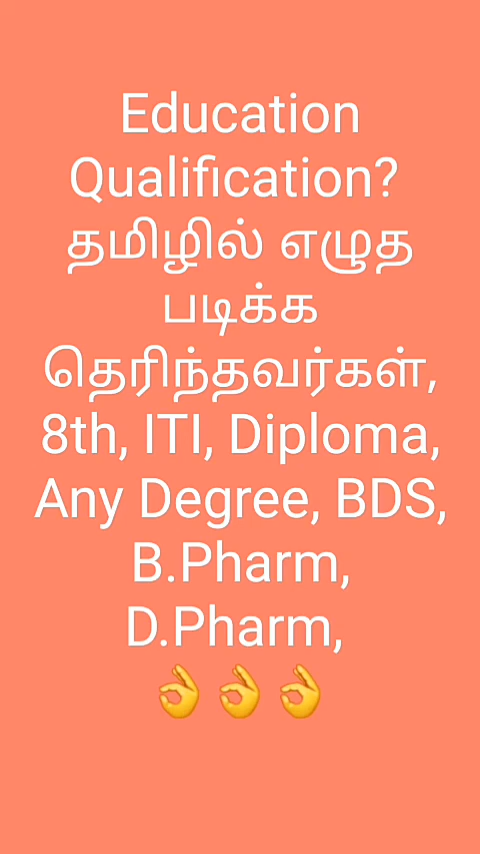 Education
Qualification?
தமிழில் எழுத
படிக்க
தெரிந்தவர்கள்,
8th, ITI, Diploma,
Any Degree, BDS,
B.Pharm,
D.Pharm,
👌👌👌